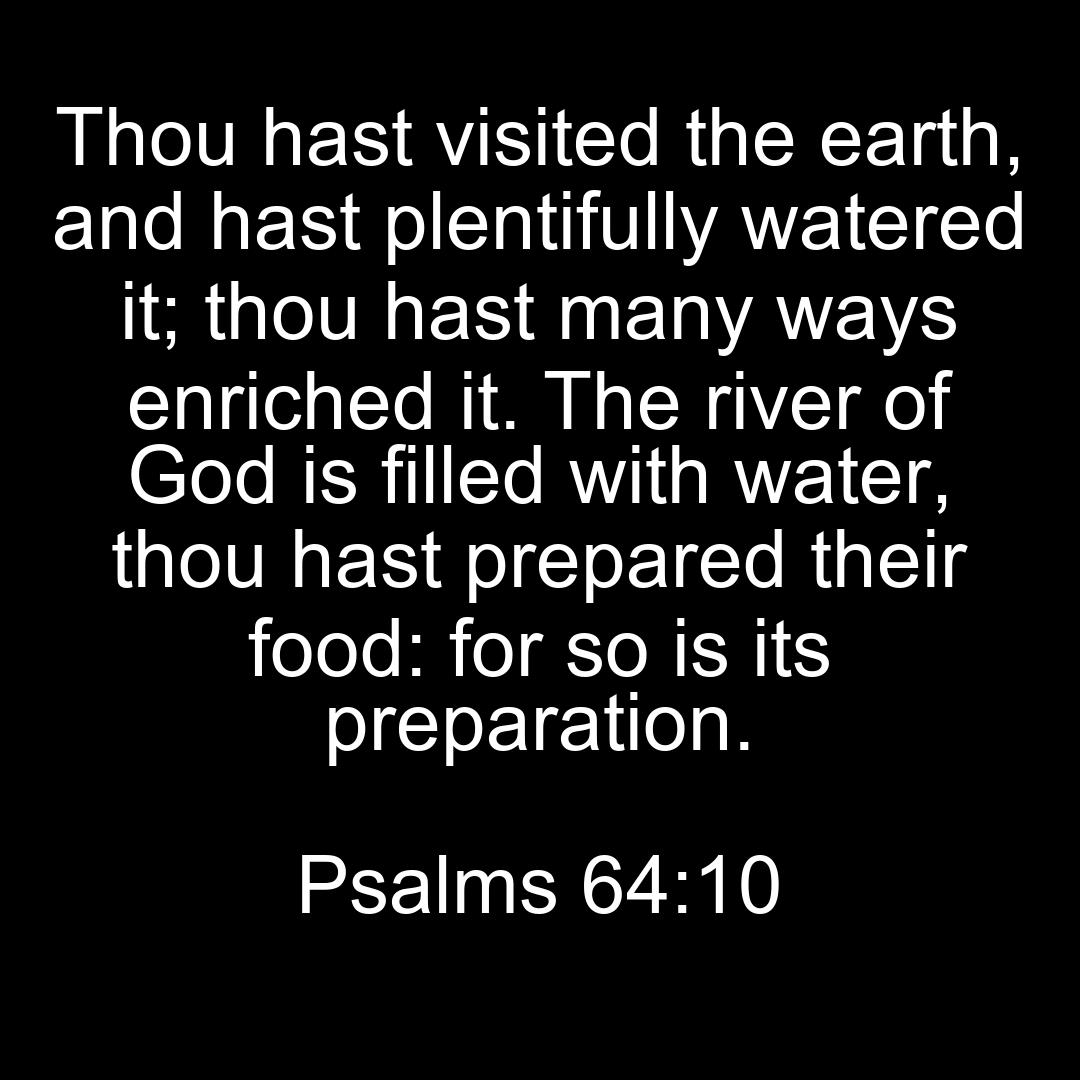 Thou hast visited the earth,
and hast plentifully watered
it; thou hast many ways
enriched it. The river of
God is filled with water,
thou hast prepared their
food: for so is its
preparation.
Psalms 64:10